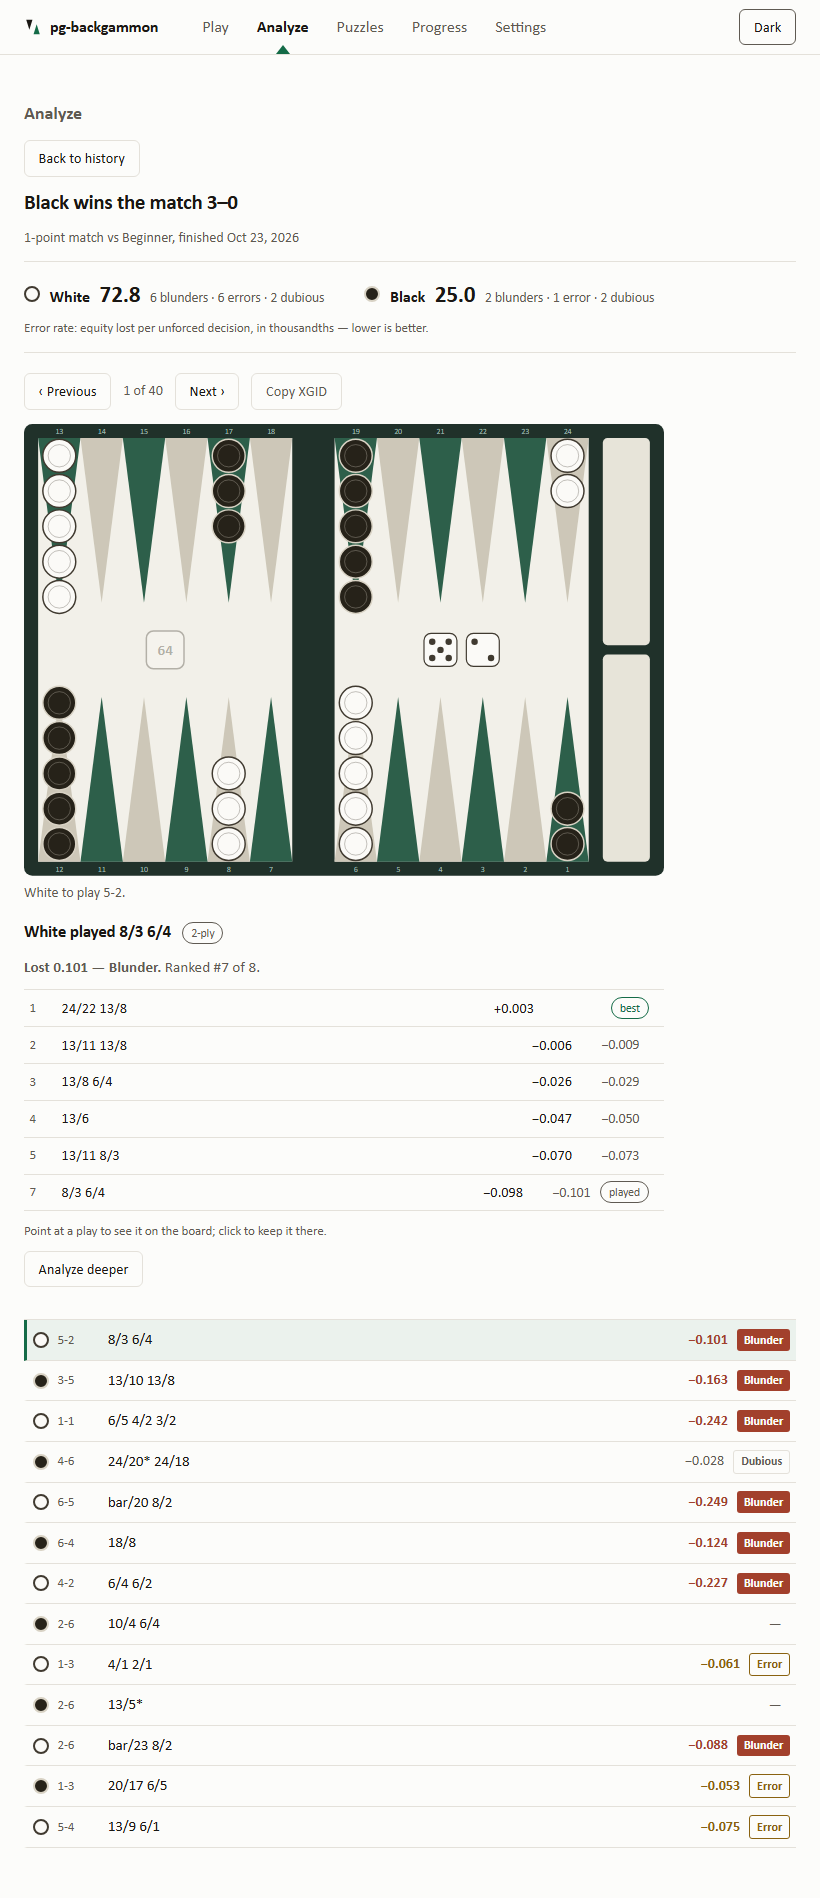 pg-backgammon Play Analyze Puzzles Progress Settings Dark
Analyze
Back to history
Black wins the match 3–0
1-point match vs Beginner, finished Oct 23, 2026
White 72.8 6 blunders · 6 errors · 2 dubious Black 25.0 2 blunders · 1 error · 2 dubious
Error rate: equity lost per unforced decision, in thousandths — lower is better.
‹ Previous 1 of 40 Next › Copy XGID
13 14 15 16 17 18 19 20 21 22 23 24
64
12 11 10 9 8 7 6 5 4 3 2 1
White to play 5-2.
White played 8/3 6/4 2-ply
Lost 0.101 — Blunder. Ranked #7 of 8.
1 24/22 13/8 +0.003 best
2 13/11 13/8 −0.006 −0.009
3 13/8 6/4 −0.026 −0.029
4 13/6 −0.047 −0.050
5 13/11 8/3 −0.070 −0.073
7 8/3 6/4 −0.098 −0.101 played
Point at a play to see it on the board; click to keep it there.
Analyze deeper
5-2 8/3 6/4 −0.101 Blunder
3-5 13/10 13/8 −0.163 Blunder
1-1 6/5 4/2 3/2 −0.242 Blunder
4-6 24/20* 24/18 −0.028 Dubious
6-5 bar/20 8/2 −0.249 Blunder
6-4 18/8 −0.124 Blunder
4-2 6/4 6/2 −0.227 Blunder
2-6 10/4 6/4 —
1-3 4/1 2/1 −0.061 Error
2-6 13/5* —
2-6 bar/23 8/2 −0.088 Blunder
1-3 20/17 6/5 −0.053 Error
5-4 13/9 6/1 −0.075 Error